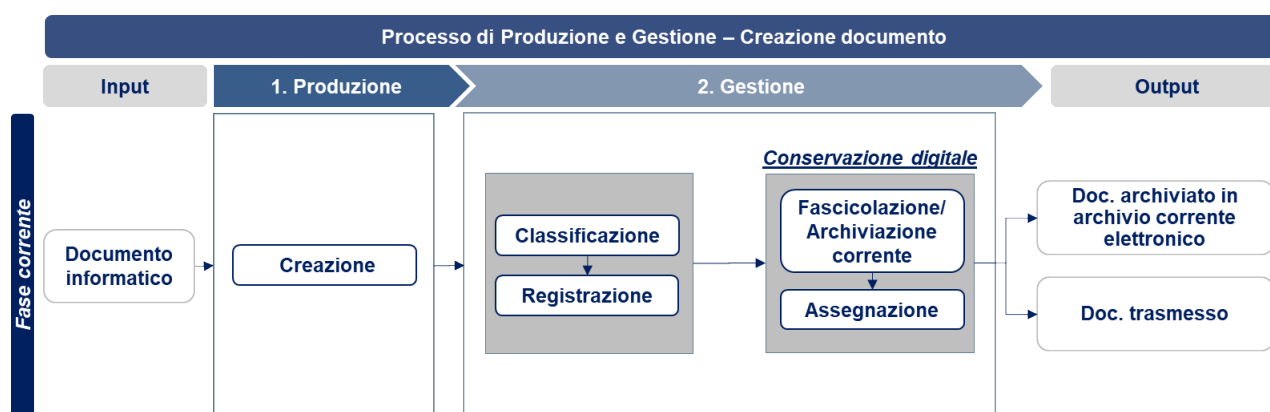 Processo di Produzione e Gestione – Creazione documento
Input
1. Produzione
2. Gestione
Output
Fase corrente
Documento
informatico
Creazione
Classificazione
Registrazione
Conservazione digitale
Fascicolazione/
Archiviazione
corrente
Assegnazione
Doc. archiviato in
archivio corrente
elettronico
Doc. trasmesso